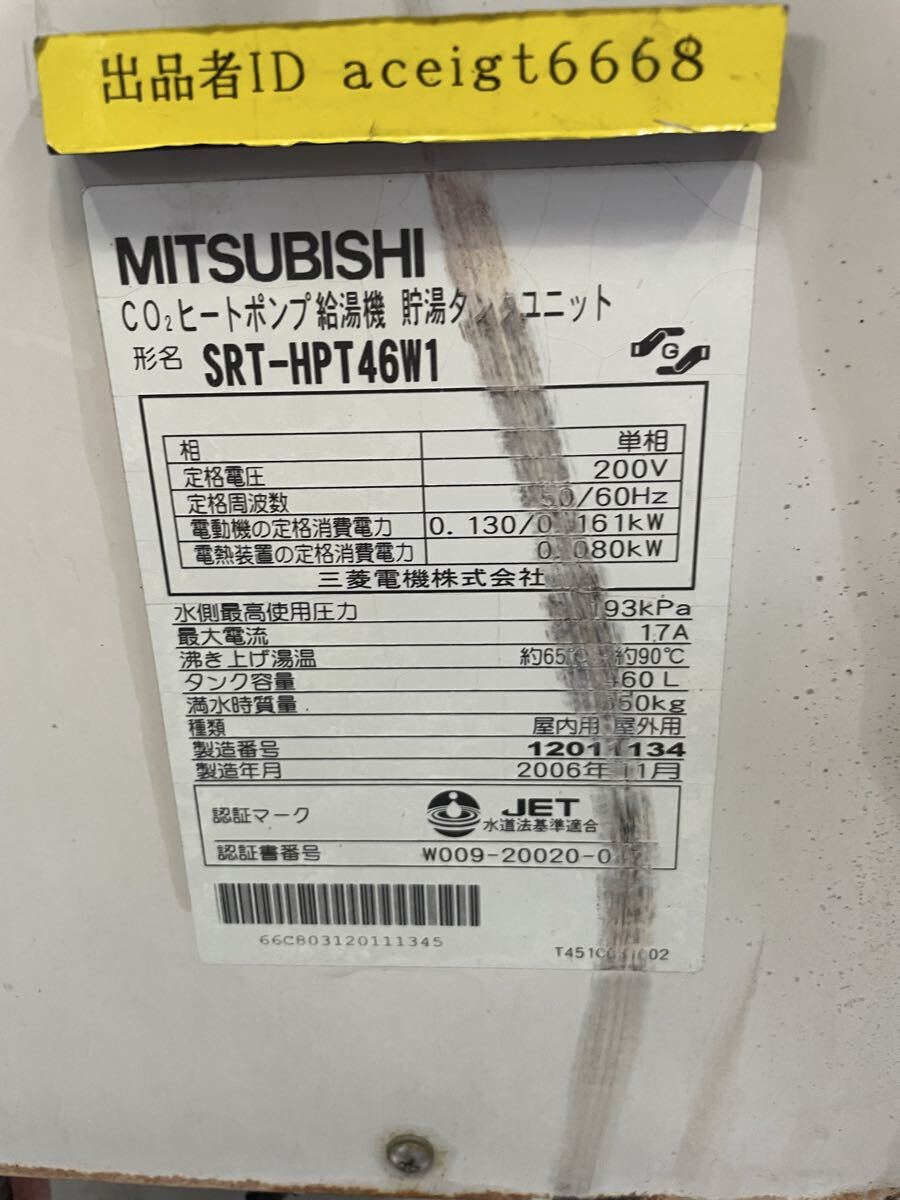 出品者ID aceigt6668
MITSUBISHI
CO₂ヒートポンプ給湯機 貯湯タンクユニット
形名 SRT-HPT46W1
G
相 単相
定格電圧 200V
定格周波数 50/60Hz
電動機の定格消費電力 0.130/0.161kW
電熱装置の定格消費電力 0.080kW
三菱電機株式会社
水側最高使用圧力 93kPa
最大電流 17A
沸き上げ湯温 約65℃ 約90℃
タンク容量 460L
満水時質量 50kg
種類 屋内用 屋外用
製造番号 12011134
製造年月 2006年11月
認証マーク JET
水道法基準適合
認証書番号 W009-20020-0
66C803120111345